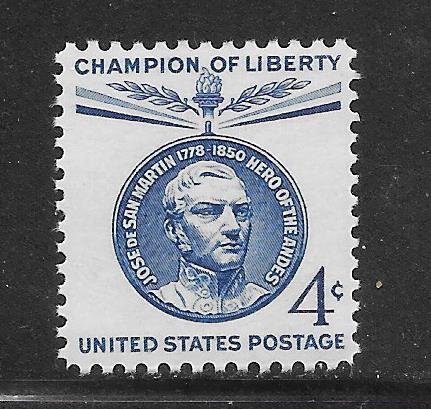 CHAMPION OF LIBERTY
JOSE DE SAN MARTIN 1778-1850 HERO OF THE ANDES
4¢
UNITED STATES POSTAGE